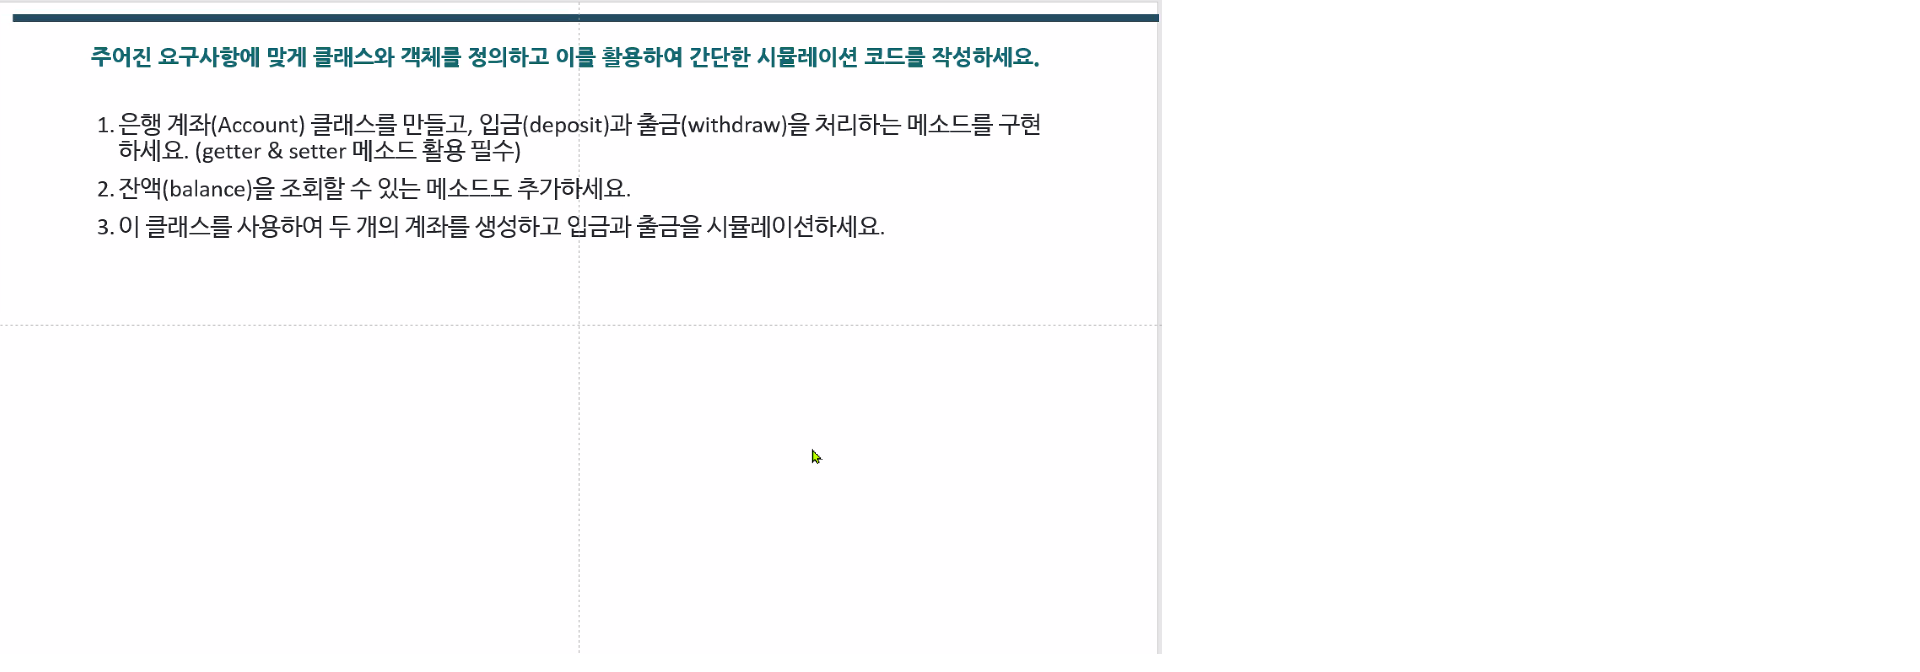 주어진 요구사항에 맞게 클래스와 객체를 정의하고 이를 활용하여 간단한 시뮬레이션 코드를 작성하세요.
1. 은행 계좌(Account) 클래스를 만들고, 입금(deposit)과 출금(withdraw)을 처리하는 메소드를 구현
하세요. (getter & setter 메소드 활용 필수)
2. 잔액(balance)을 조회할 수 있는 메소드도 추가하세요.
3. 이 클래스를 사용하여 두 개의 계좌를 생성하고 입금과 출금을 시뮬레이션하세요.